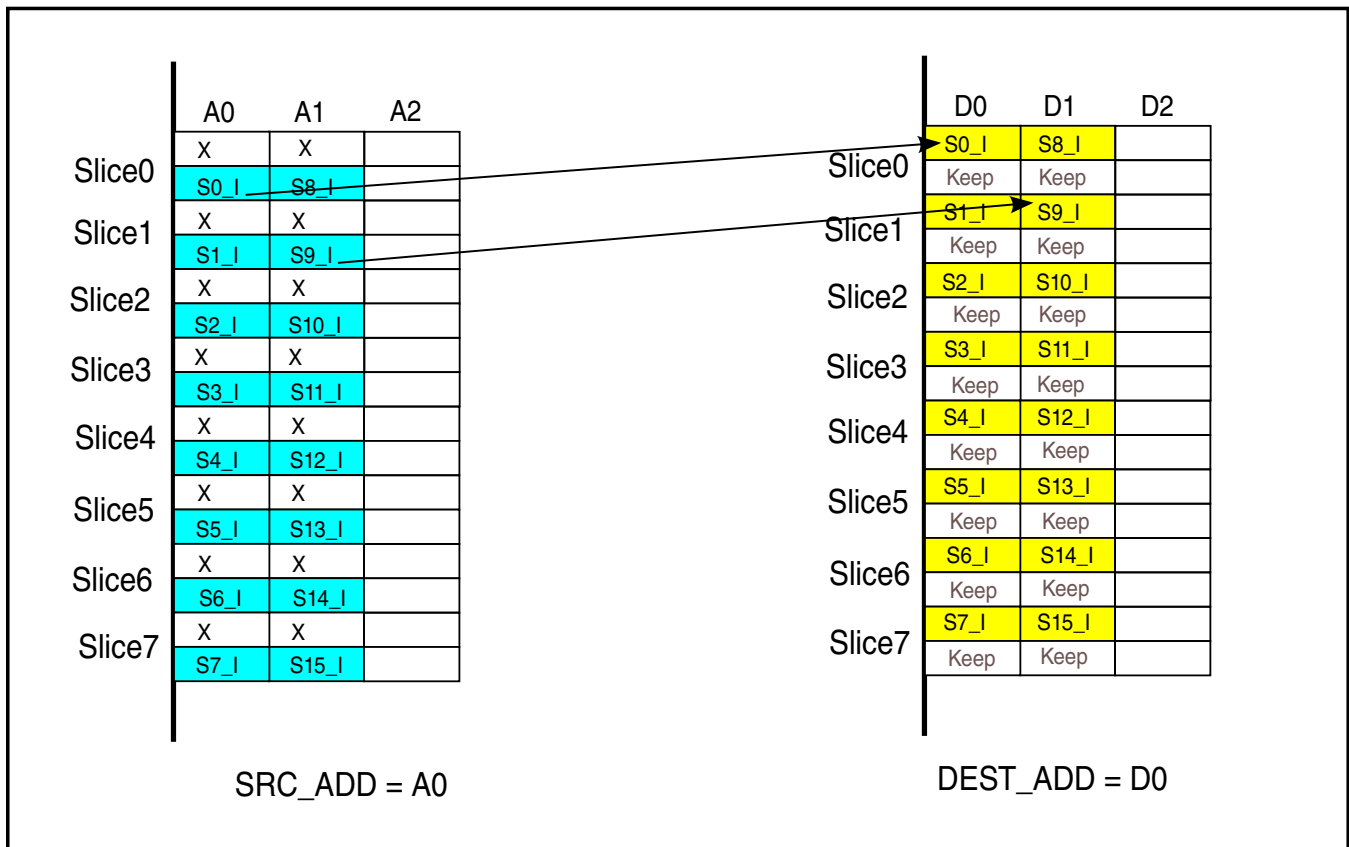 A0 A1 A2
Slice0 X X
S0_I S8_I
Slice1 X X
S1_I S9_I
Slice2 X X
S2_I S10_I
Slice3 X X
S3_I S11_I
Slice4 X X
S4_I S12_I
Slice5 X X
S5_I S13_I
Slice6 X X
S6_I S14_I
Slice7 X X
S7_I S15_I
SRC_ADD = A0
D0 D1 D2
Slice0 S0_I S8_I
Keep Keep
Slice1 S1_I S9_I
Keep Keep
Slice2 S2_I S10_I
Keep Keep
Slice3 S3_I S11_I
Keep Keep
Slice4 S4_I S12_I
Keep Keep
Slice5 S5_I S13_I
Keep Keep
Slice6 S6_I S14_I
Keep Keep
Slice7 S7_I S15_I
Keep Keep
DEST_ADD = D0